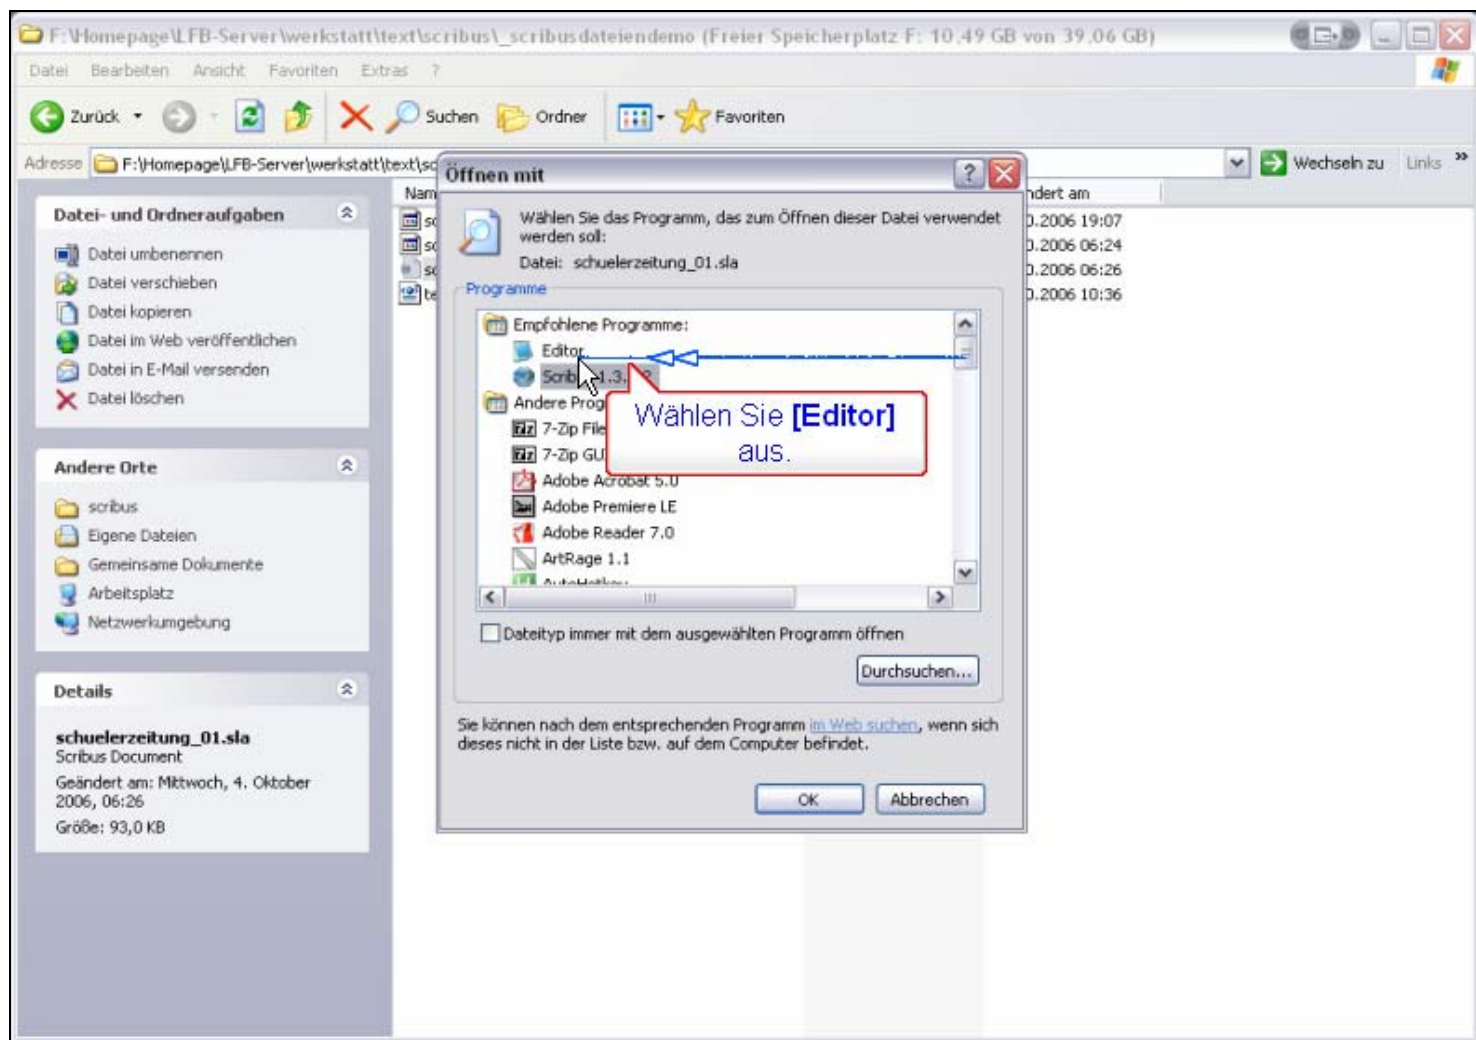 F:\Homepage\LFB-Server\werkstatt\text\scribus\_scribusdateiendemo (Freier Speicherplatz F: 10,49 GB von 39,06 GB)
Datei Bearbeiten Ansicht Favoriten Extras ?
Zurück Suchen Ordner Favoriten
Adresse F:\Homepage\LFB-Server\werkstatt\text\sc Wechseln zu Links »
Nam ndert am
Datei- und Ordneraufgaben
Datei umbenennen
Datei verschieben
Datei kopieren
Datei im Web veröffentlichen
Datei in E-Mail versenden
Datei löschen
Andere Orte
scribus
Eigene Dateien
Gemeinsame Dokumente
Arbeitsplatz
Netzwerkumgebung
Details
schuelerzeitung_01.sla
Scribus Document
Geändert am: Mittwoch, 4. Oktober
2006, 06:26
Größe: 93,0 KB
sc 0.2006 19:07
sc 0.2006 06:24
sc 0.2006 06:26
te 0.2006 10:36
Öffnen mit
Wählen Sie das Programm, das zum Öffnen dieser Datei verwendet
werden soll:
Datei: schuelerzeitung_01.sla
Programme
Empfohlene Programme:
Editor
Andere Prog
7-Zip File
7-Zip GU
Adobe Acrobat 5.0
Adobe Premiere LE
Adobe Reader 7.0
ArtRage 1.1
AutoHotkey
Wählen Sie [Editor]
aus.
Dateityp immer mit dem ausgewählten Programm öffnen
Durchsuchen...
Sie können nach dem entsprechenden Programm im Web suchen, wenn sich
dieses nicht in der Liste bzw. auf dem Computer befindet.
OK Abbrechen